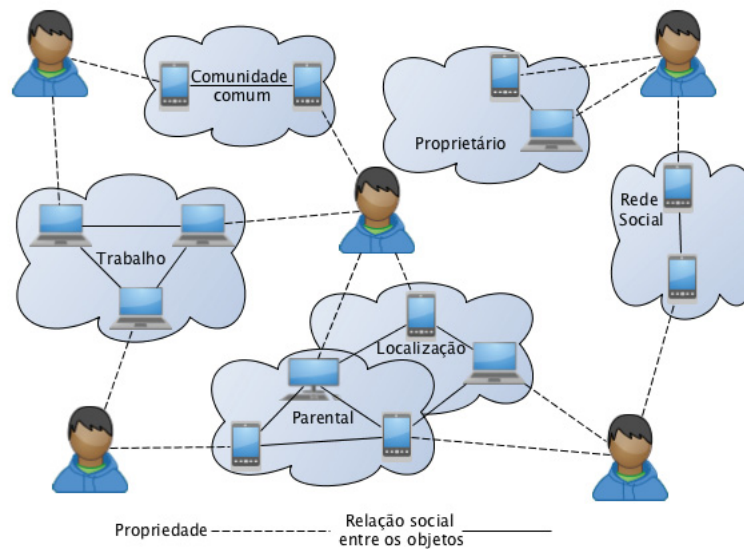 Comunidade
comum
Proprietário
Rede
Social
Trabalho
Localização
Parental
Propriedade
Relação social
entre os objetos